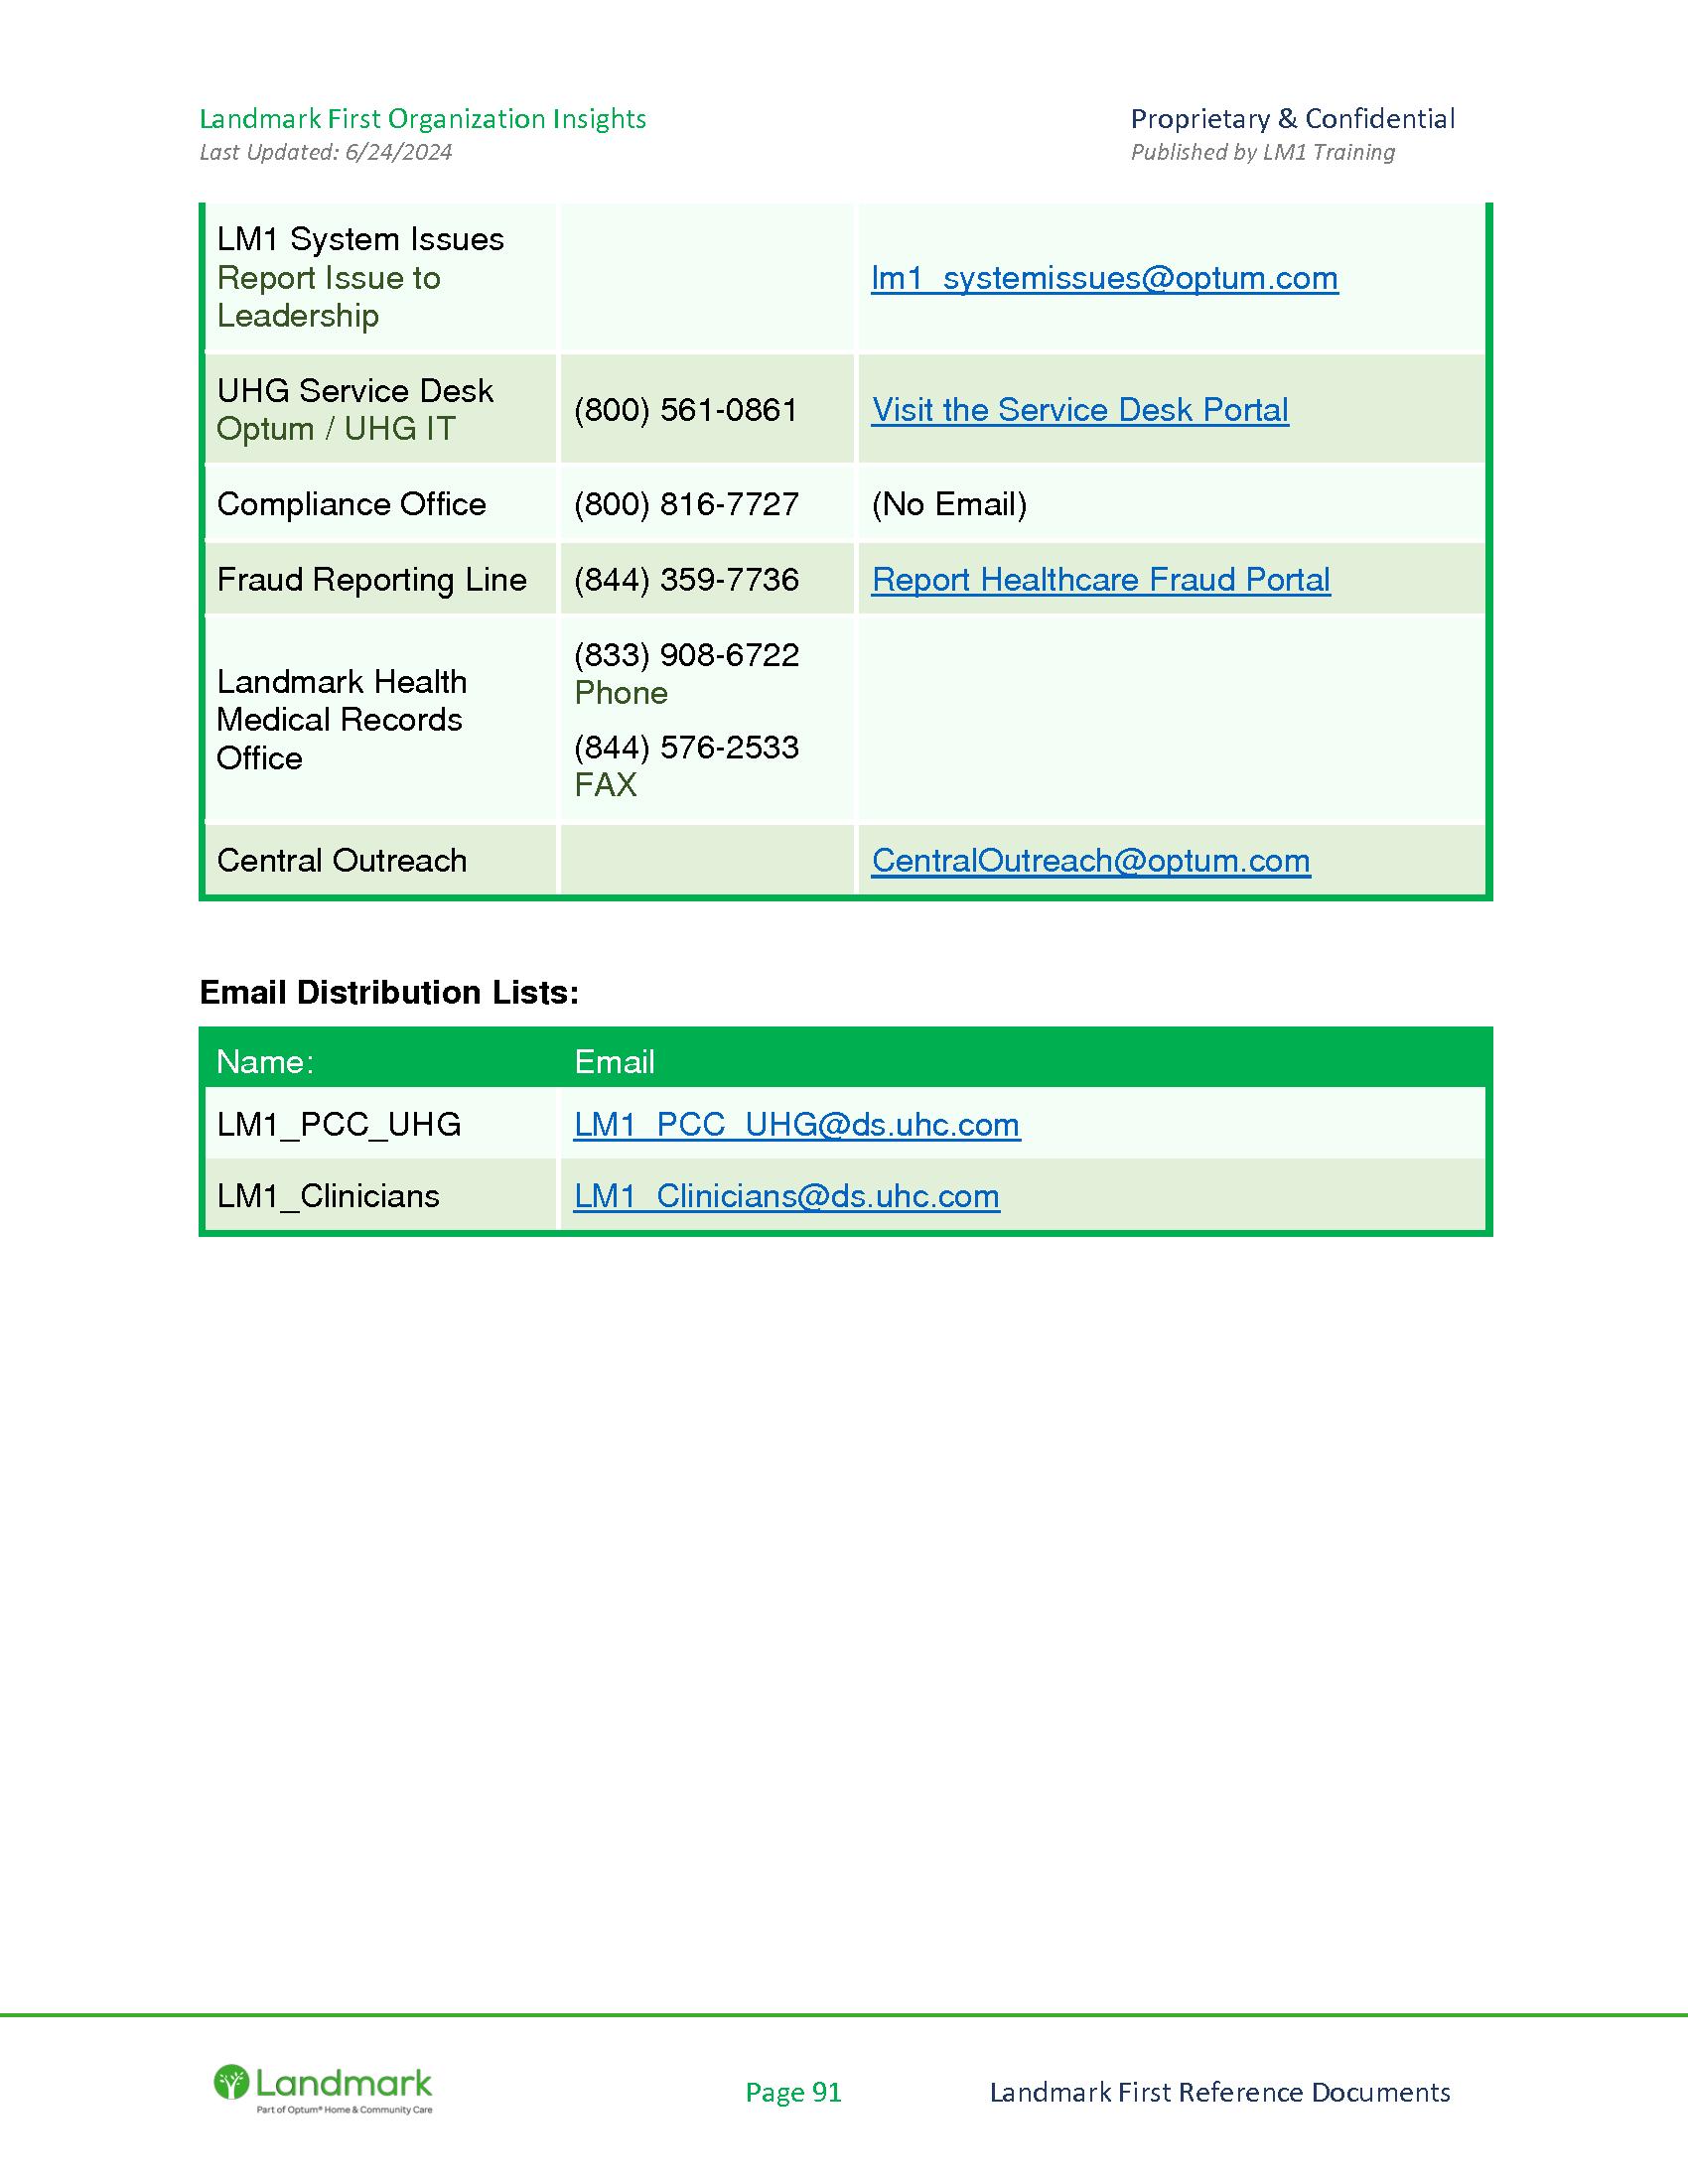 Landmark First Organization Insights
Proprietary & Confidential
Last Updated: 6/24/2024
Published by LM1 Training
LM1 System Issues
Report Issue to
Leadership
lm1_systemissues@optum.com
UHG Service Desk
Optum / UHG IT
(800) 561-0861
Visit the Service Desk Portal
Compliance Office
(800) 816-7727
(No Email)
Fraud Reporting Line
(844) 359-7736
Report Healthcare Fraud Portal
Landmark Health
Medical Records
Office
(833) 908-6722
Phone
(844) 576-2533
FAX
Central Outreach
CentralOutreach@optum.com
Email Distribution Lists:
Name:
Email
LM1_PCC_UHG
LM1_PCC_UHG@ds.uhc.com
LM1_Clinicians
LM1_Clinicians@ds.uhc.com
Landmark
Part of Optum® Home & Community Care
Page 91
Landmark First Reference Documents